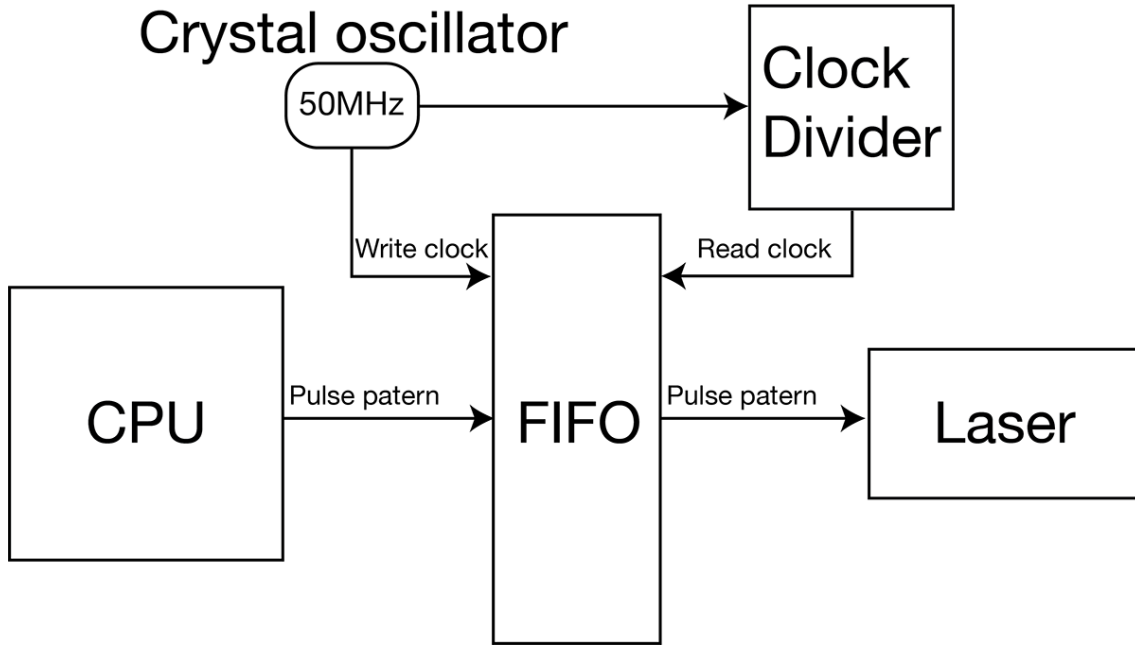 Crystal oscillator
50MHz
Clock
Divider
Write clock
Read clock
CPU
Pulse patern
FIFO
Pulse patern
Laser